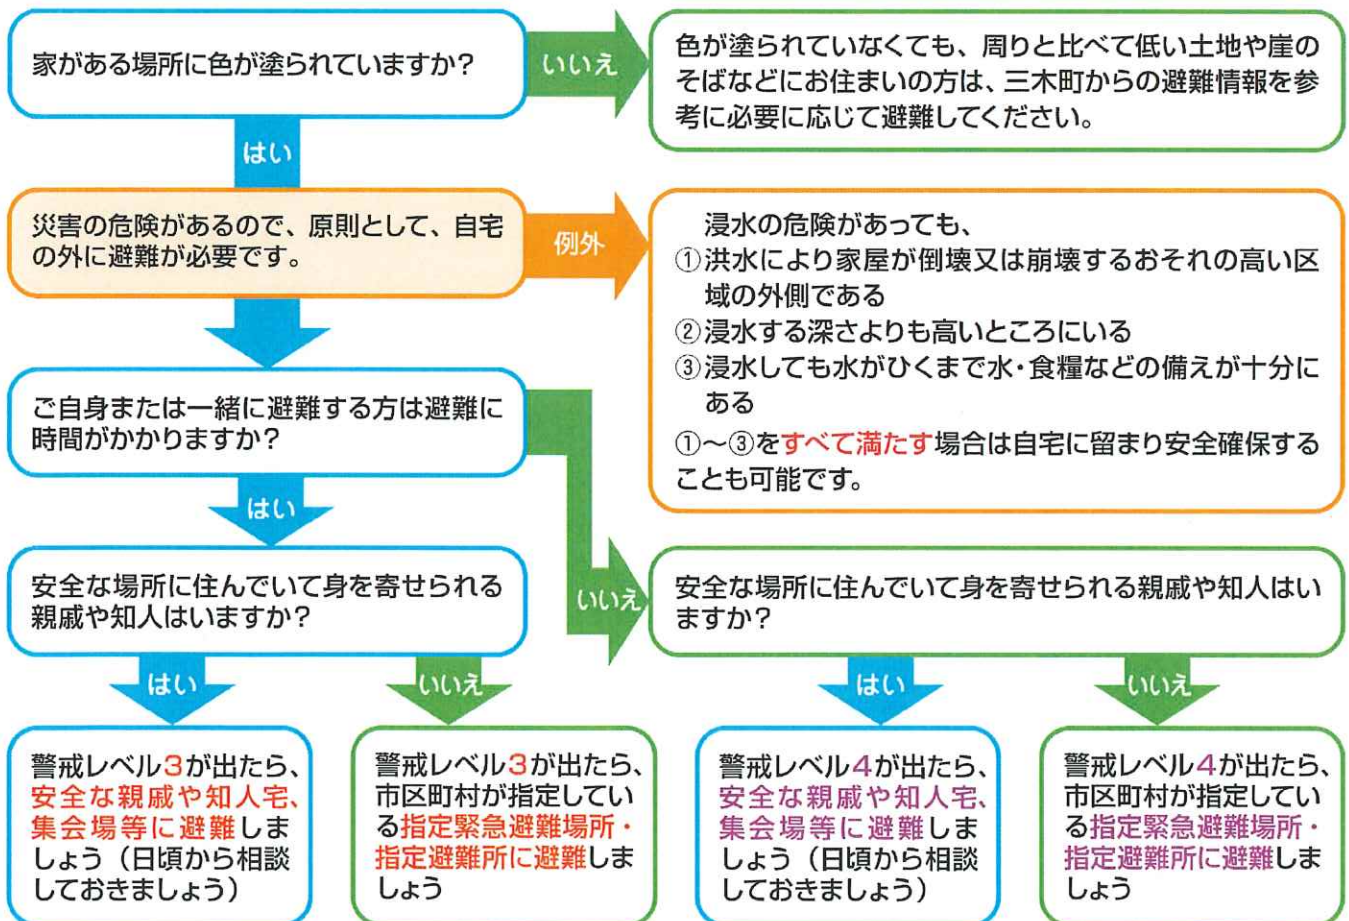 家がある場所に色が塗られていますか?
いいえ
色が塗られていなくても、周りと比べて低い土地や崖の
そばなどにお住まいの方は、三木町からの避難情報を参
考に必要に応じて避難してください。
はい
災害の危険があるので、原則として、自宅
の外に避難が必要です。
例外
浸水の危険があっても、
①洪水により家屋が倒壊又は崩壊するおそれの高い区
域の外側である
②浸水する深さよりも高いところにいる
③浸水しても水がひくまで水・食糧などの備えが十分に
ある
①~③をすべて満たす場合は自宅に留まり安全確保する
ことも可能です。
ご自身または一緒に避難する方は避難に
時間がかかりますか?
はい
いいえ
安全な場所に住んでいて身を寄せられる
親戚や知人はいますか?
安全な場所に住んでいて身を寄せられる親戚や知人はい
ますか?
はい
いいえ
はい
いいえ
警戒レベル3が出たら、
安全な親戚や知人宅、
集会場等に避難しま
しょう(日頃から相談
しておきましょう)
警戒レベル3が出たら、
市区町村が指定してい
る指定緊急避難場所・
指定避難所に避難しま
しょう
警戒レベル4が出たら、
安全な親戚や知人宅、
集会場等に避難しま
しょう(日頃から相談
しておきましょう)
警戒レベル4が出たら、
市区町村が指定してい
る指定緊急避難場所・
指定避難所に避難しま
しょう